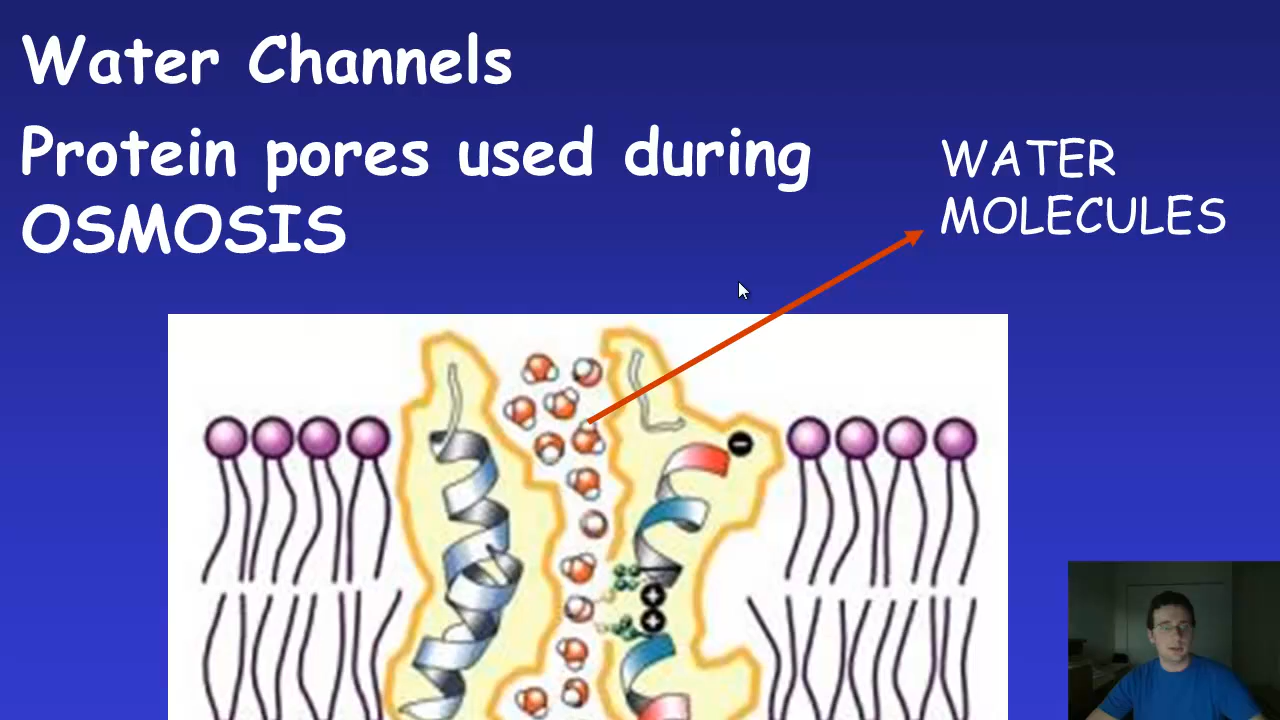 Water Channels
Protein pores used during
OSMOSIS
WATER
MOLECULES